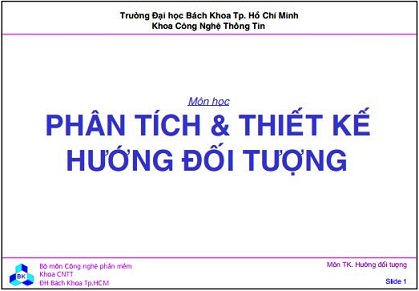 Trường Đại học Bách Khoa Tp. Hồ Chí Minh
Khoa Công Nghệ Thông Tin
Môn học
PHÂN TÍCH & THIẾT KẾ
HƯỚNG ĐỐI TƯỢNG
BK
Bộ môn Công nghệ phần mềm
Khoa CNTT
ĐH Bách Khoa Tp.HCM
Môn TK. Hướng đối tượng
Slide 1